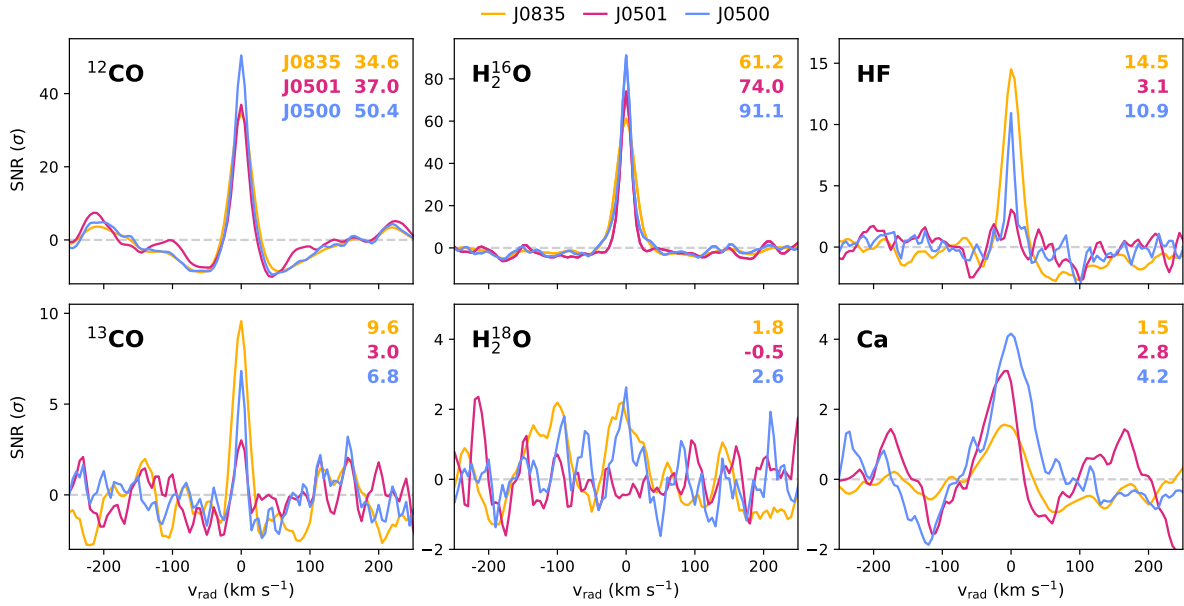 J0835 J0501 J0500
¹²CO
J0835 34.6
J0501 37.0
J0500 50.4
SNR (σ)
40
20
0
H₂¹⁶O
61.2
74.0
91.1
80
60
40
20
0
HF
14.5
3.1
10.9
15
10
5
0
¹³CO
9.6
3.0
6.8
SNR (σ)
10
5
0
-200 -100 0 100 200
v_rad (km s⁻¹)
H₂¹⁸O
1.8
-0.5
2.6
4
2
0
−2
-200 -100 0 100 200
v_rad (km s⁻¹)
Ca
1.5
2.8
4.2
4
2
0
−2
-200 -100 0 100 200
v_rad (km s⁻¹)